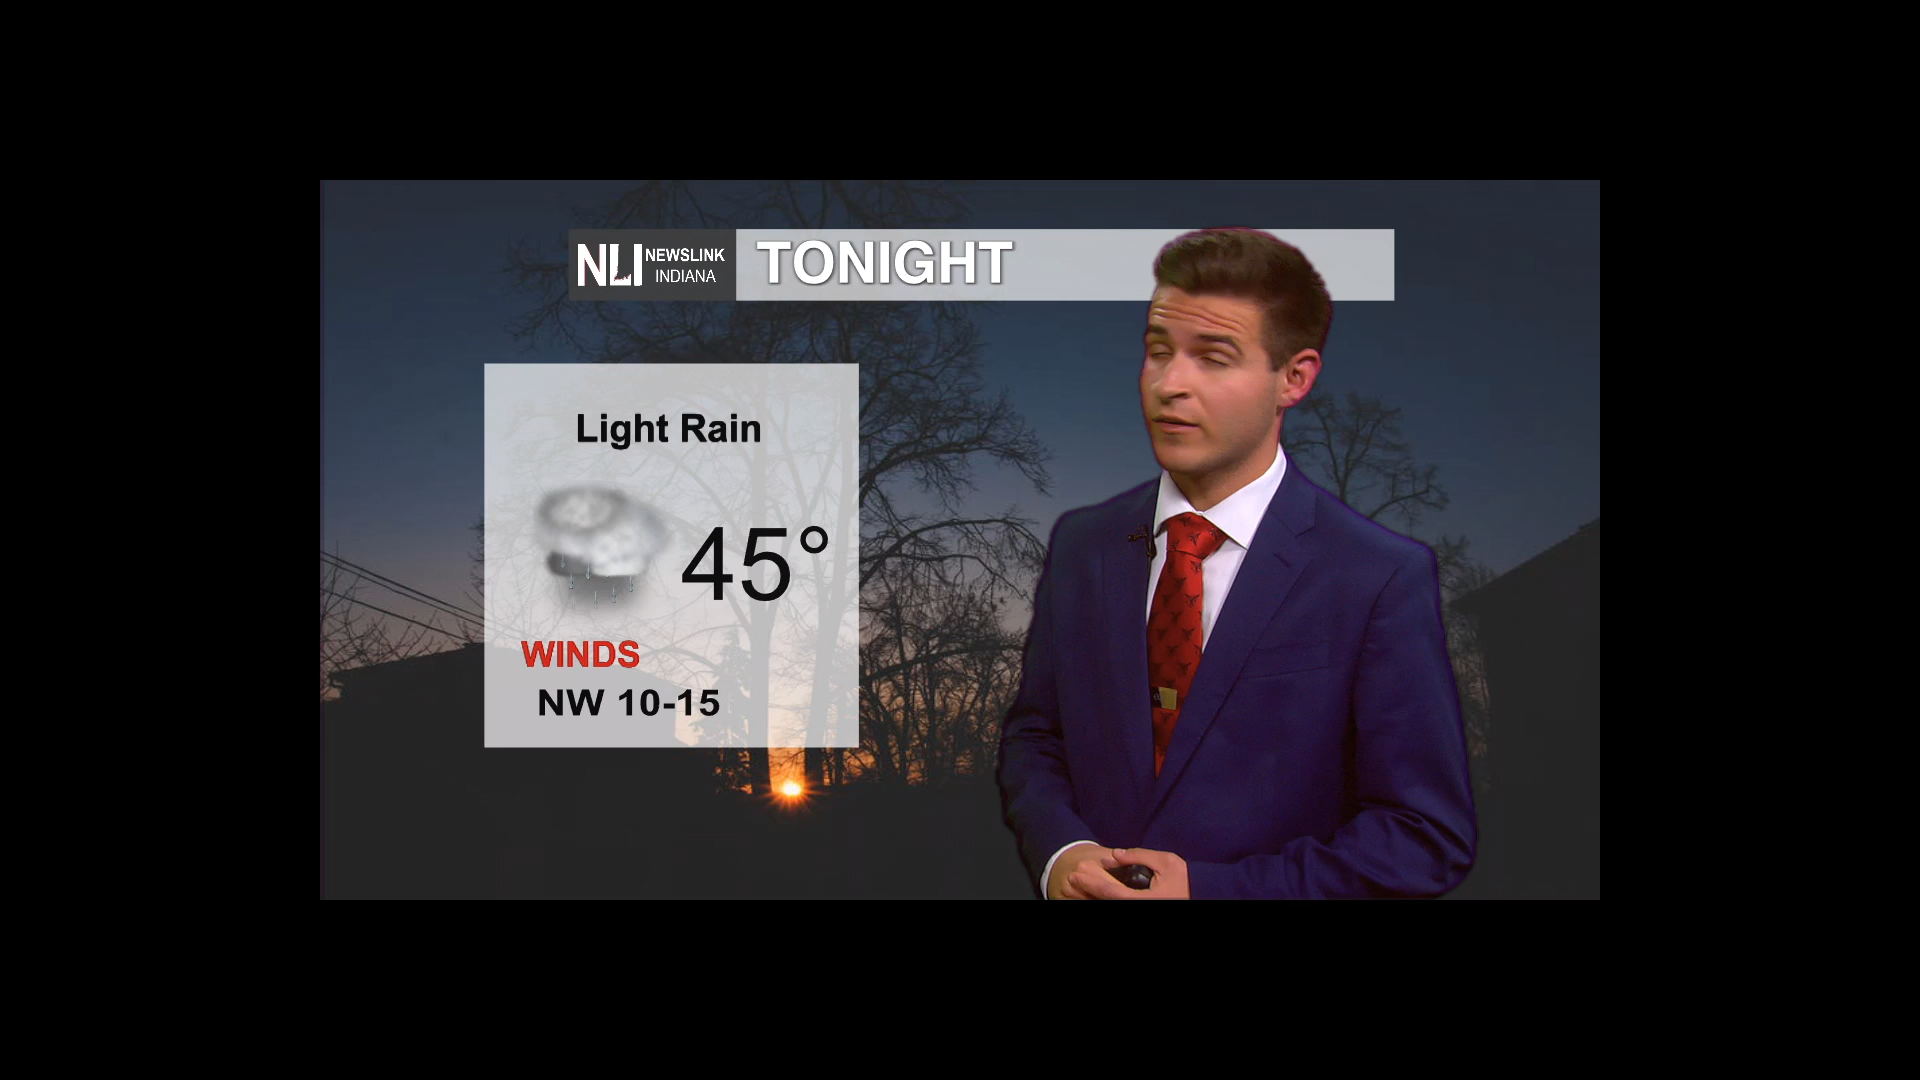 NLI NEWSLINK
INDIANA
TONIGHT
Light Rain
45°
WINDS
NW 10-15